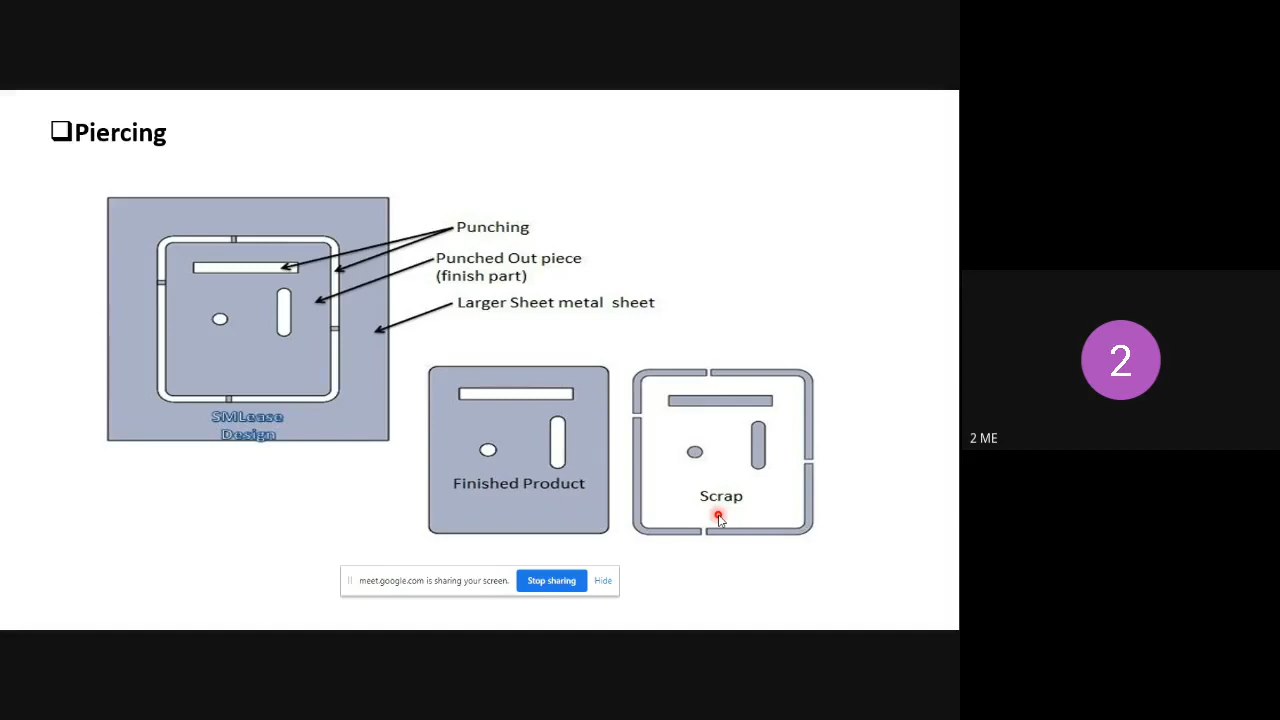 ❑Piercing
Punching
Punched Out piece
(finish part)
Larger Sheet metal sheet
SMLease
Design
Finished Product
Scrap
meet.google.com is sharing your screen.
Stop sharing
Hide
2
2 ME